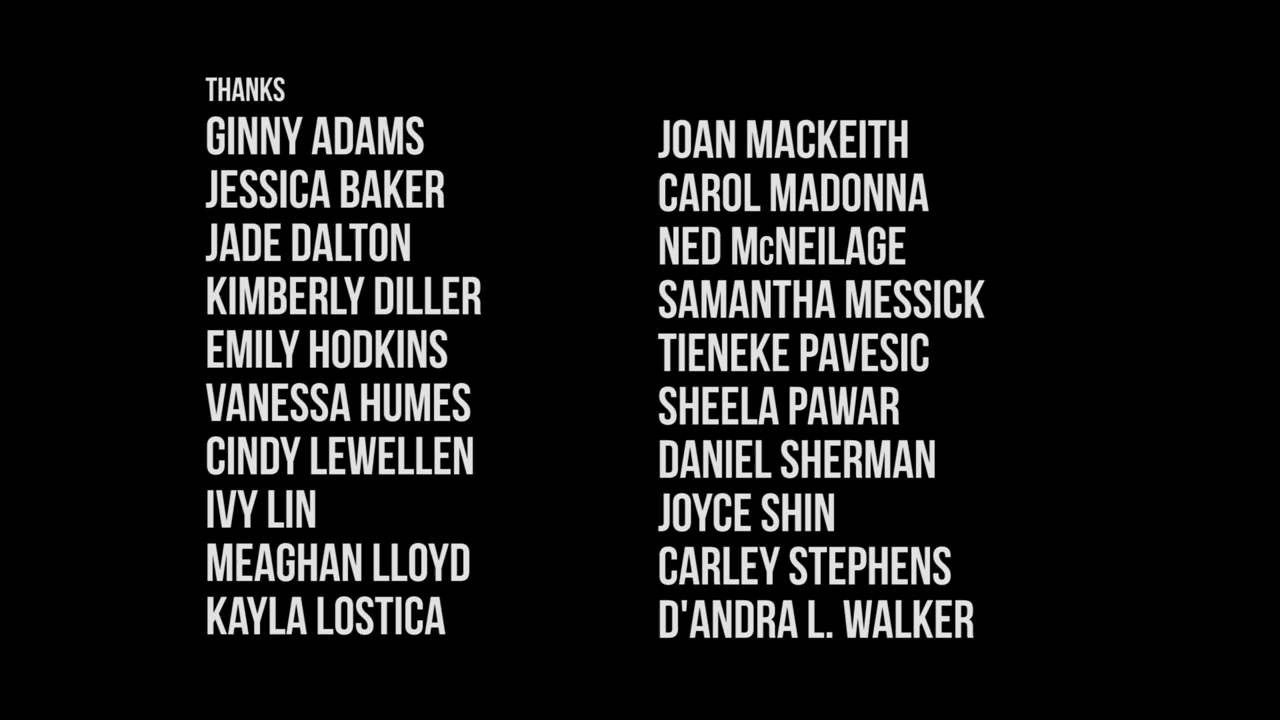 THANKS
GINNY ADAMS
JESSICA BAKER
JADE DALTON
KIMBERLY DILLER
EMILY HODKINS
VANESSA HUMES
CINDY LEWELLEN
IVY LIN
MEAGHAN LLOYD
KAYLA LOSTICA
JOAN MACKEITH
CAROL MADONNA
NED McNEILAGE
SAMANTHA MESSICK
TIENEKE PAVESIC
SHEELA PAWAR
DANIEL SHERMAN
JOYCE SHIN
CARLEY STEPHENS
D'ANDRA L. WALKER